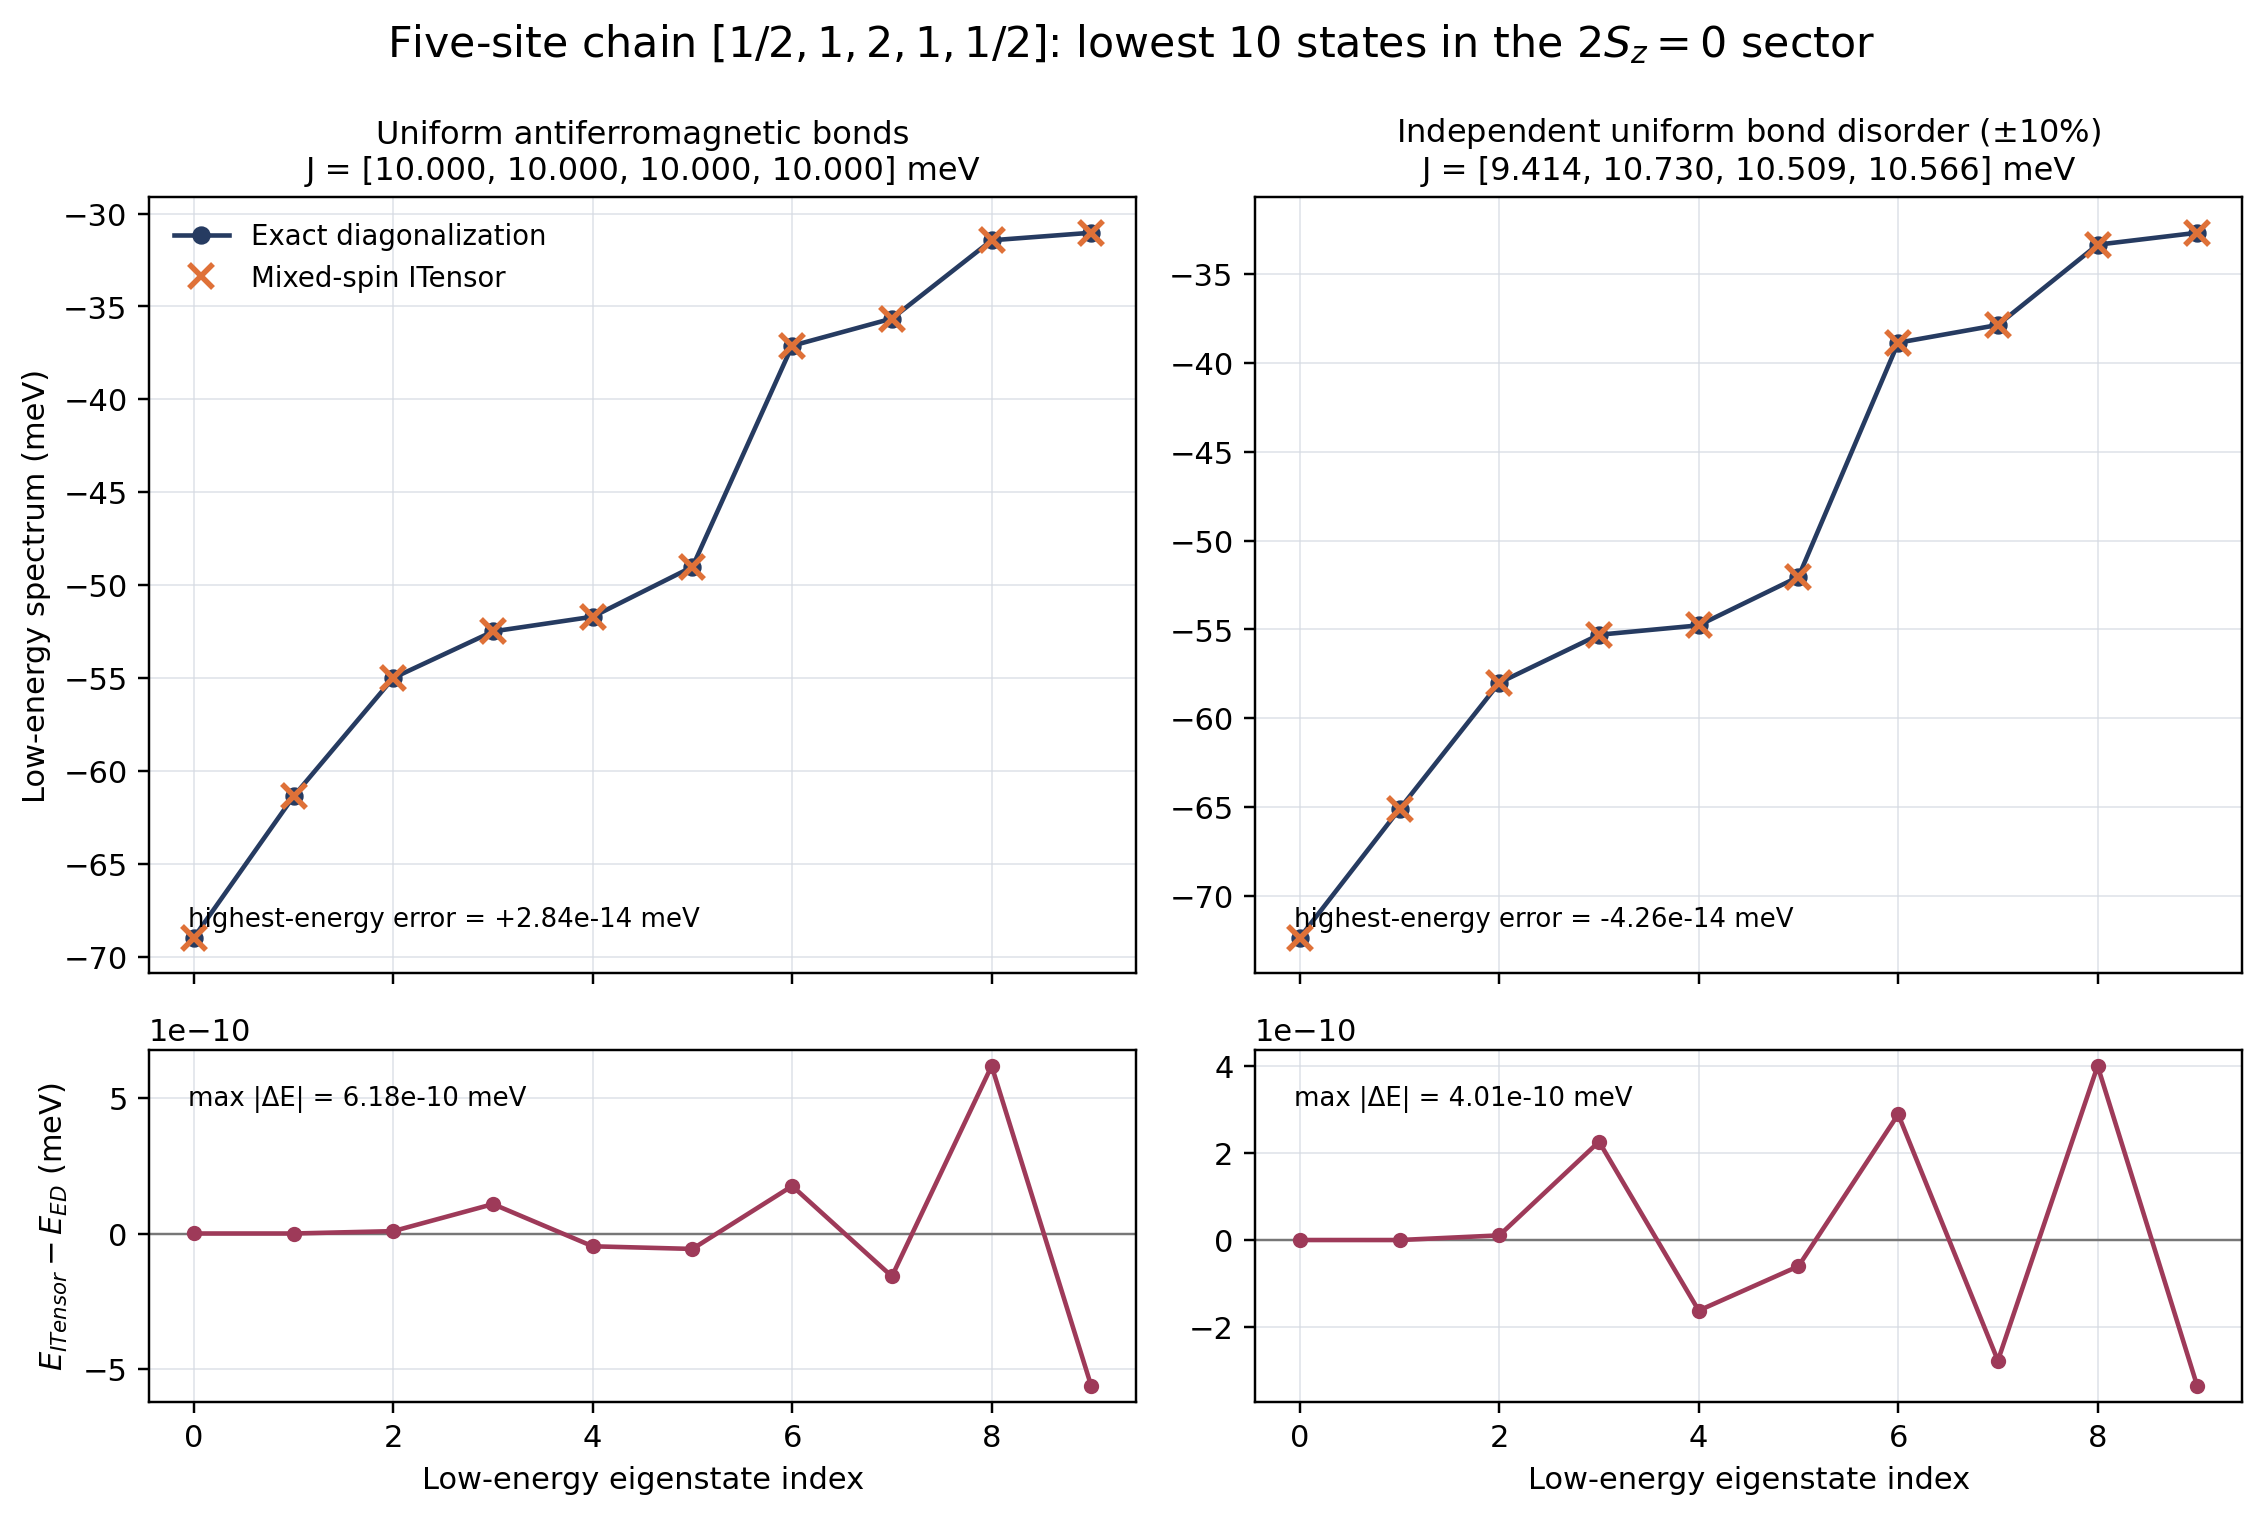 Five-site chain [1/2, 1, 2, 1, 1/2]: lowest 10 states in the 2S_z = 0 sector
Uniform antiferromagnetic bonds
J = [10.000, 10.000, 10.000, 10.000] meV
Low-energy spectrum (meV)
−30
−35
−40
−45
−50
−55
−60
−65
−70
Exact diagonalization
Mixed-spin ITensor
highest-energy error = +2.84e-14 meV
Independent uniform bond disorder (±10%)
J = [9.414, 10.730, 10.509, 10.566] meV
−35
−40
−45
−50
−55
−60
−65
−70
highest-energy error = -4.26e-14 meV
1e−10
E_ITensor − E_ED (meV)
5
0
−5
max |ΔE| = 6.18e-10 meV
0 2 4 6 8
Low-energy eigenstate index
1e−10
4
2
0
−2
max |ΔE| = 4.01e-10 meV
0 2 4 6 8
Low-energy eigenstate index